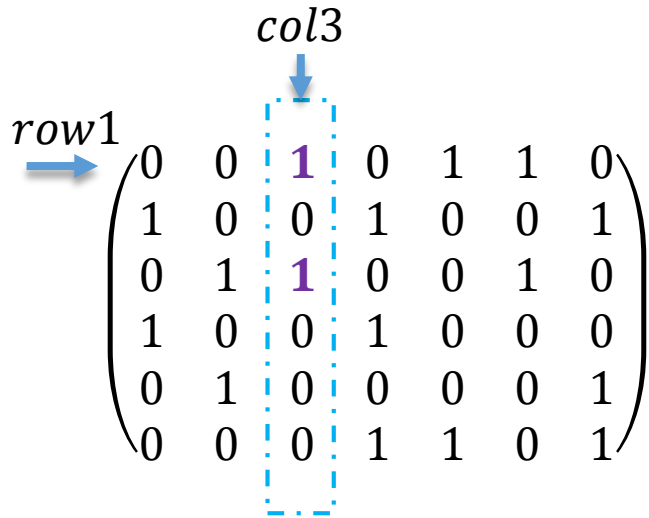 col3
row1
0 0 1 0 1 1 0
1 0 0 1 0 0 1
0 1 1 0 0 1 0
1 0 0 1 0 0 0
0 1 0 0 0 0 1
0 0 0 1 1 0 1